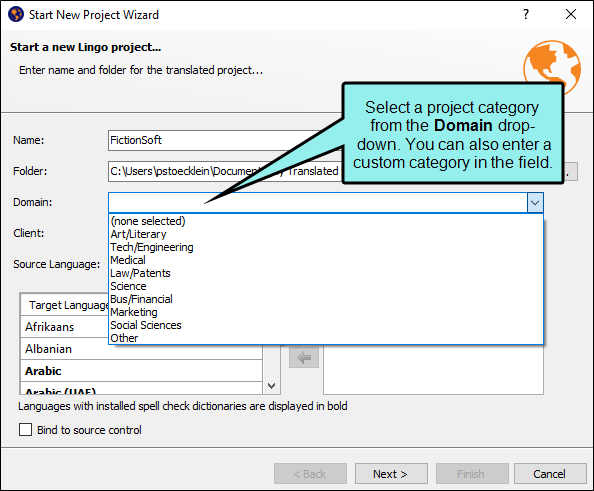 Start New Project Wizard
Start a new Lingo project...
Enter name and folder for the translated project...
Select a project category
from the Domain drop-
down. You can also enter a
custom category in the field.
Name:
FictionSoft
Folder:
C:\Users\pstoecklein\Document Translated
Domain:
(none selected)
Art/Literary
Tech/Engineering
Medical
Law/Patents
Science
Bus/Financial
Marketing
Social Sciences
Other
Client:
Source Language:
Target Language
Afrikaans
Albanian
Arabic
Arabic (UAE)
Languages with installed spell check dictionaries are displayed in bold
Bind to source control
< Back
Next >
Finish
Cancel